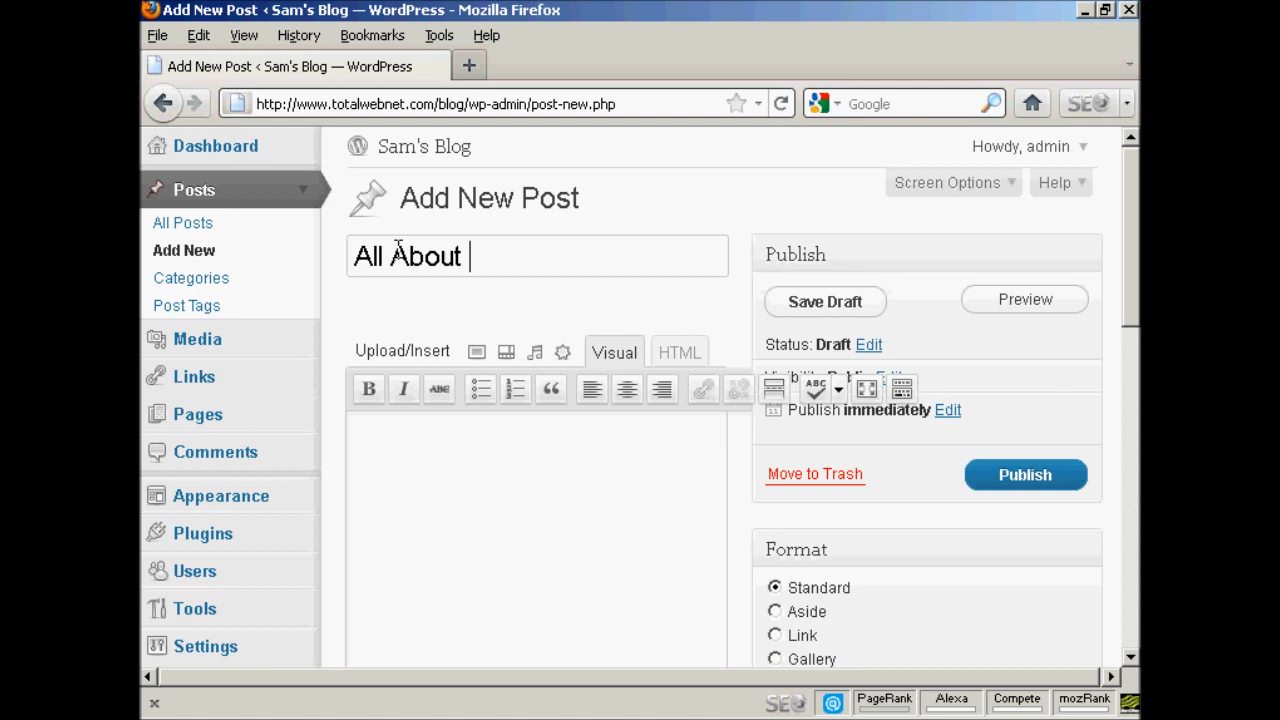 Add New Post ‹ Sam's Blog — WordPress - Mozilla Firefox
File Edit View History Bookmarks Tools Help
Add New Post ‹ Sam's Blog — WordPress
http://www.totalwebnet.com/blog/wp-admin/post-new.php
Google
SEO
Dashboard
Posts
All Posts
Add New
Categories
Post Tags
Media
Links
Pages
Comments
Appearance
Plugins
Users
Tools
Settings
Sam's Blog
Howdy, admin
Screen Options
Help
Add New Post
All About
Upload/Insert
Visual
HTML
B I ABC
ABC
Publish
Save Draft
Preview
Status: Draft Edit
Publish immediately Edit
Move to Trash
Publish
Format
Standard
Aside
Link
Gallery
x
SEO
PageRank
Alexa
Compete
mozRank